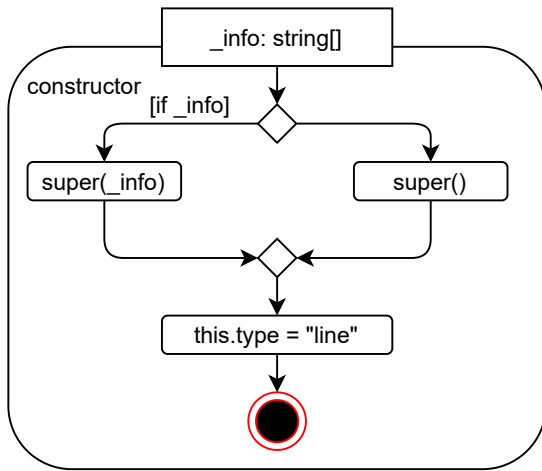 _info: string[]
constructor
[if _info]
super(_info)
super()
this.type = "line"